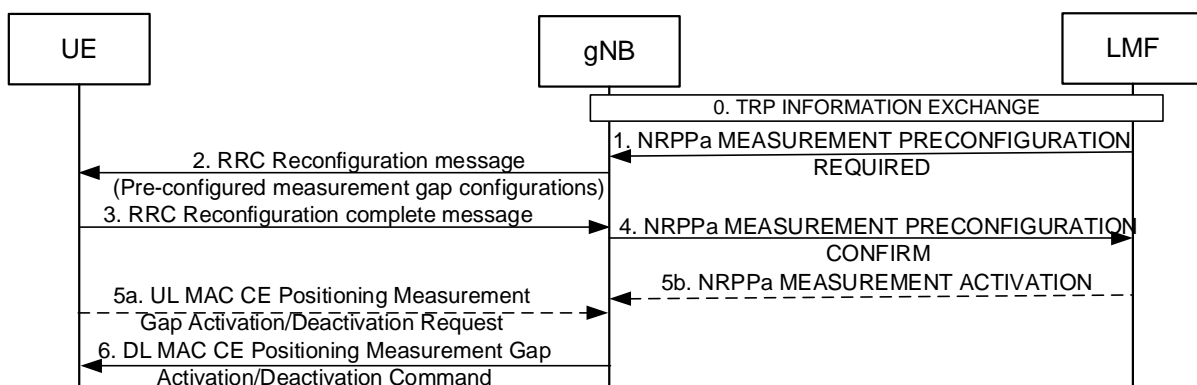 UE
gNB
LMF
0. TRP INFORMATION EXCHANGE
1. NRPPa MEASUREMENT PRECONFIGURATION
REQUIRED
2. RRC Reconfiguration message
(Pre-configured measurement gap configurations)
3. RRC Reconfiguration complete message
4. NRPPa MEASUREMENT PRECONFIGURATION
CONFIRM
5a. UL MAC CE Positioning Measurement
Gap Activation/Deactivation Request
5b. NRPPa MEASUREMENT ACTIVATION
6. DL MAC CE Positioning Measurement Gap
Activation/Deactivation Command